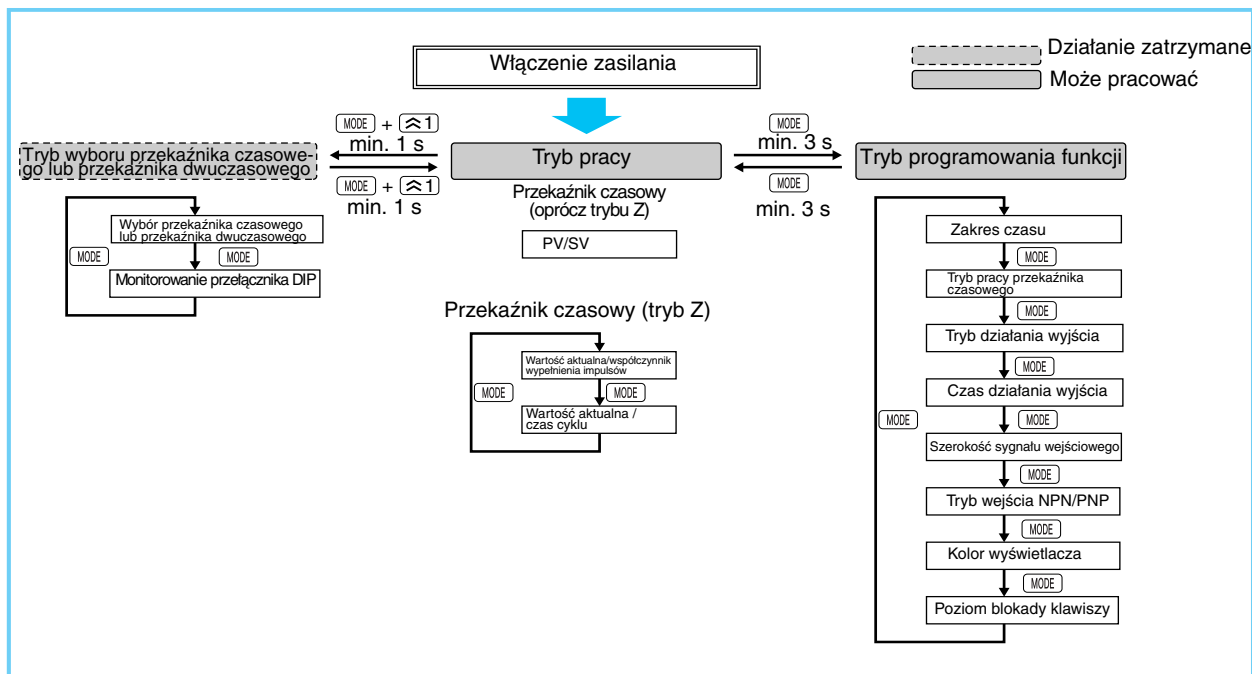 Włączenie zasilania
Działanie zatrzymane
Może pracować
MODE + 1
min. 1 s
MODE
min. 3 s
Tryb wyboru przekaźnika czasowe-
go lub przekaźnika dwuczasowego
Tryb pracy
Tryb programowania funkcji
MODE + 1
min. 1 s
MODE
min. 3 s
Przekaźnik czasowy
(oprócz trybu Z)
PV/SV
Wybór przekaźnika czasowego
lub przekaźnika dwuczasowego
MODE
MODE
Monitorowanie przełącznika DIP
Przekaźnik czasowy (tryb Z)
Wartość aktualna/współczynnik
wypełnienia impulsów
MODE
MODE
Wartość aktualna /
czas cyklu
Zakres czasu
MODE
Tryb pracy przekaźnika
czasowego
MODE
Tryb działania wyjścia
MODE
Czas działania wyjścia
MODE
MODE
Szerokość sygnału wejściowego
MODE
Tryb wejścia NPN/PNP
MODE
Kolor wyświetlacza
MODE
Poziom blokady klawiszy